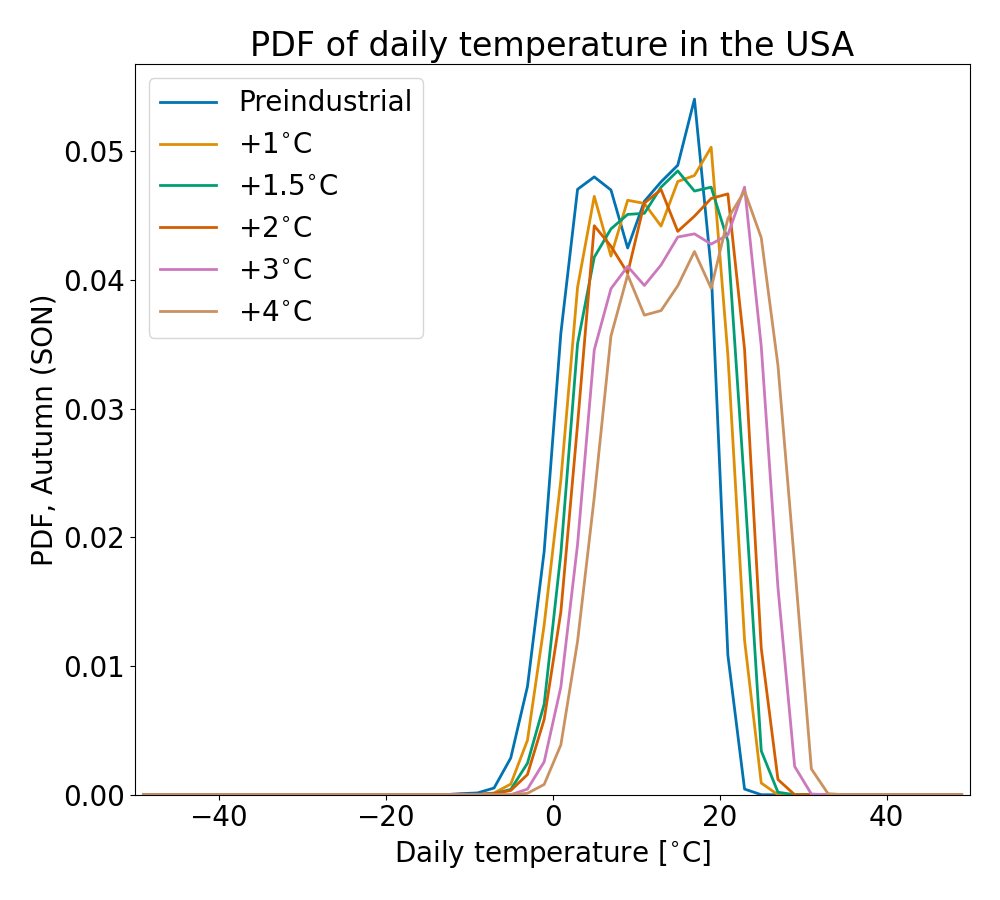 PDF of daily temperature in the USA
Preindustrial
+1°C
+1.5°C
+2°C
+3°C
+4°C
0.05
0.04
0.03
0.02
0.01
0.00
PDF, Autumn (SON)
−40
−20
0
20
40
Daily temperature [°C]